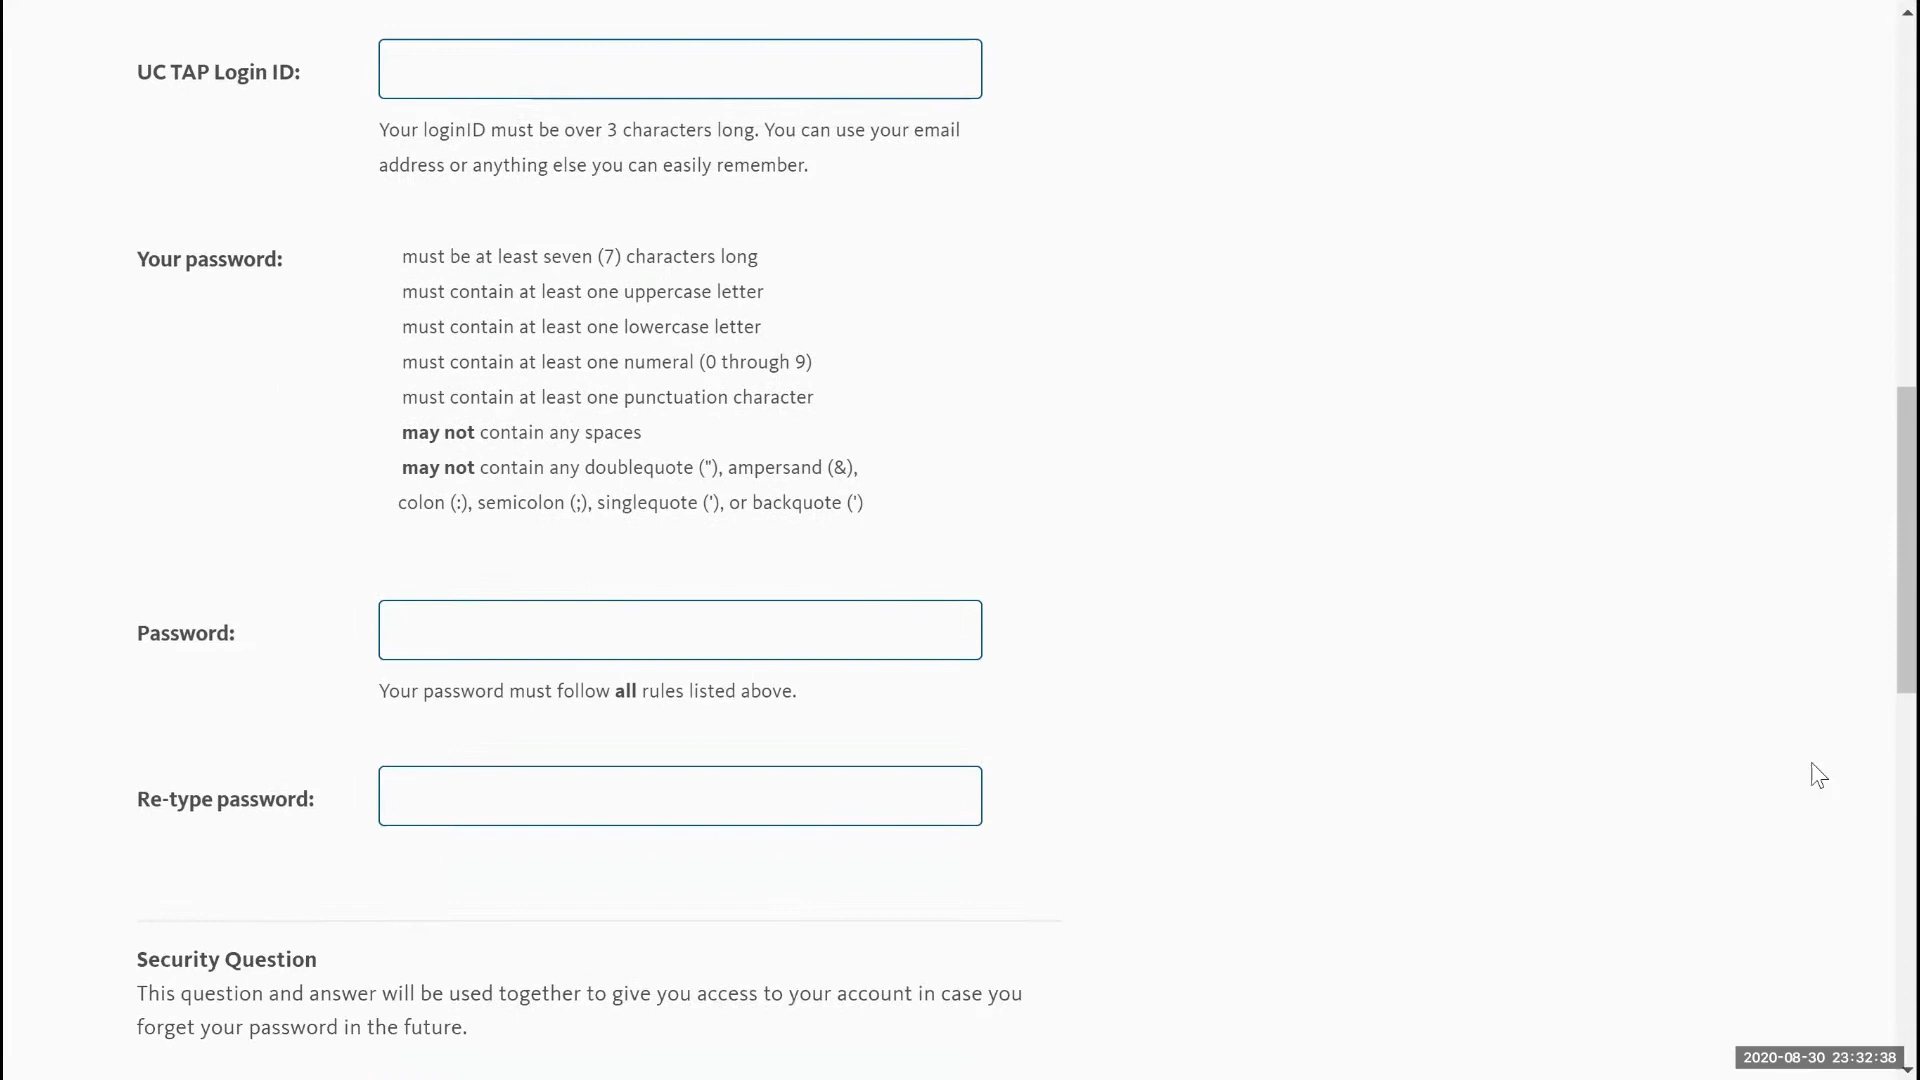 UC TAP Login ID:
Your loginID must be over 3 characters long. You can use your email
address or anything else you can easily remember.
Your password:
must be at least seven (7) characters long
must contain at least one uppercase letter
must contain at least one lowercase letter
must contain at least one numeral (0 through 9)
must contain at least one punctuation character
may not contain any spaces
may not contain any doublequote ("), ampersand (&),
colon (:), semicolon (;), singlequote ('), or backquote (')
Password:
Your password must follow all rules listed above.
Re-type password:
Security Question
This question and answer will be used together to give you access to your account in case you
forget your password in the future.
2020-08-30 23:32:38